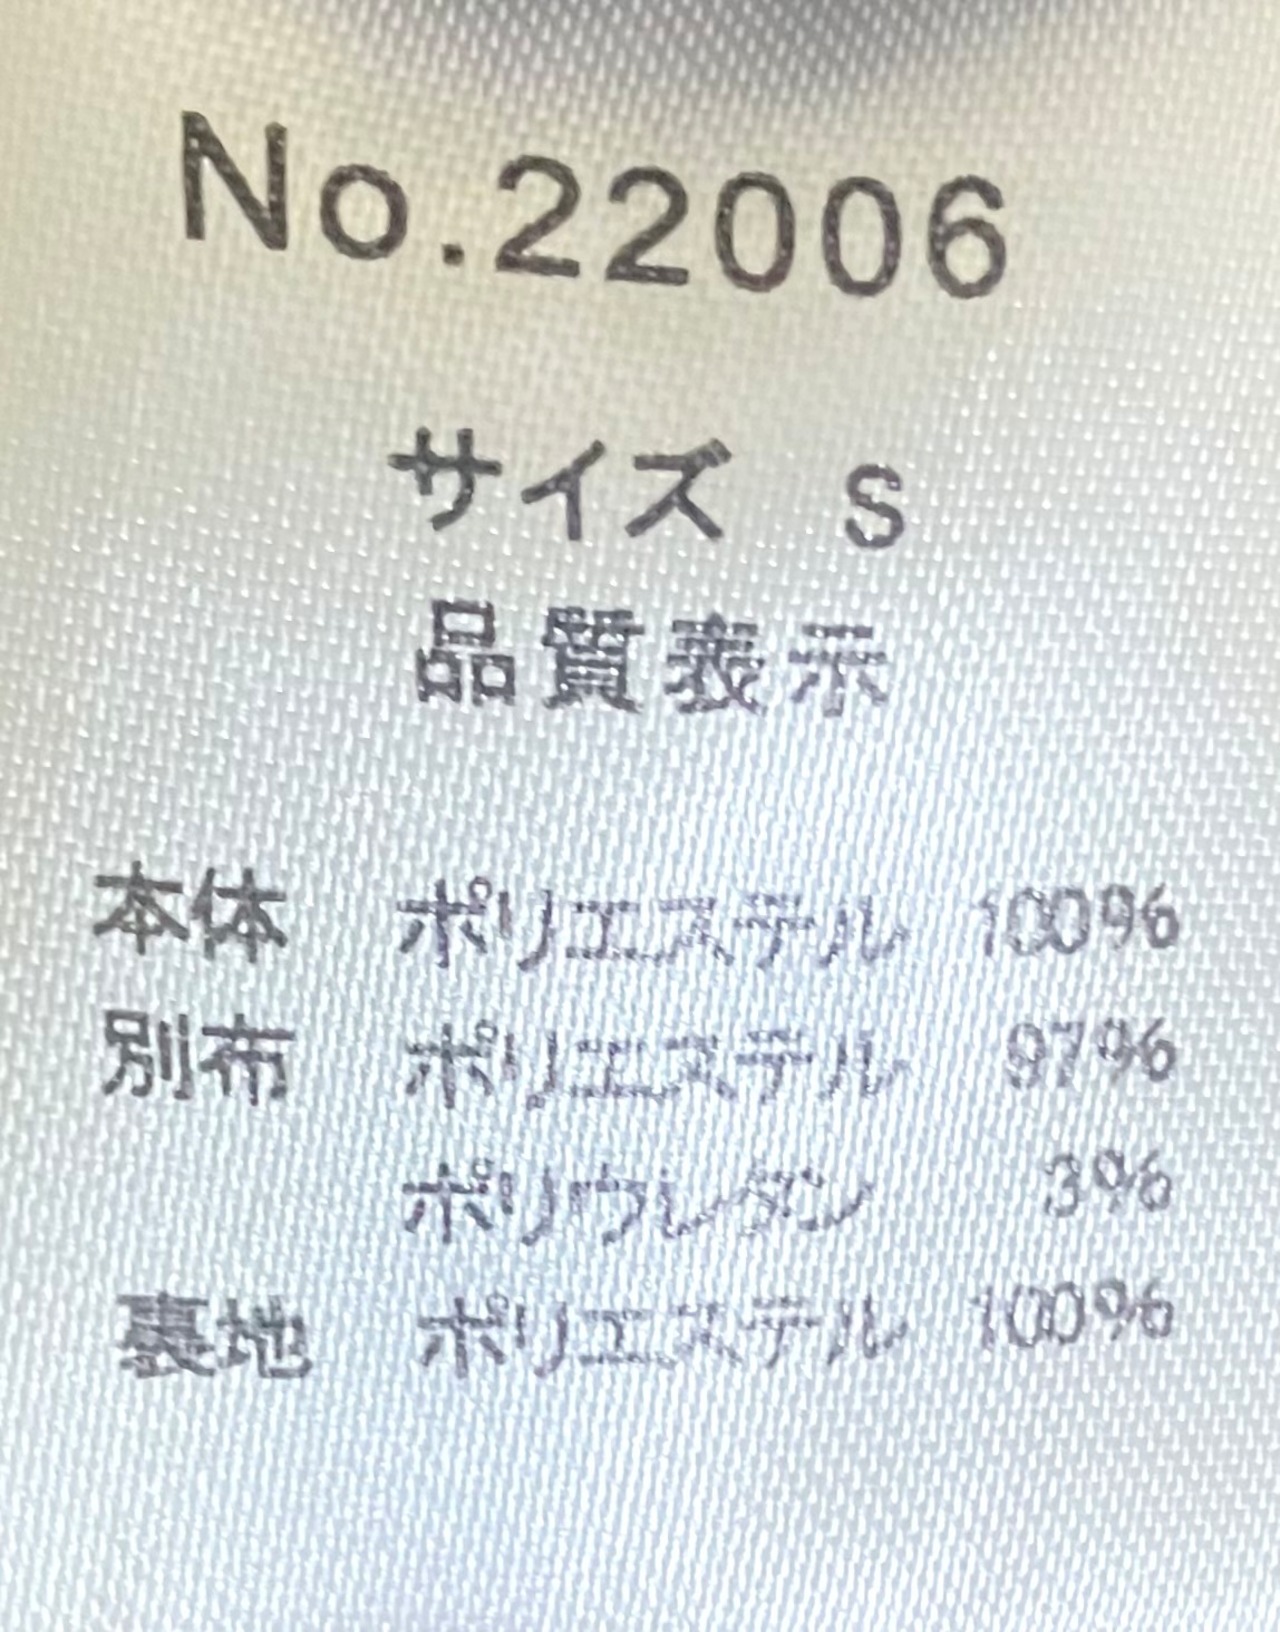 No.22006
サイズ S
品質表示
本体 ポリエステル 100%
別布 ポリエステル 97%
ポリウレタン 3%
裏地 ポリエステル 100%